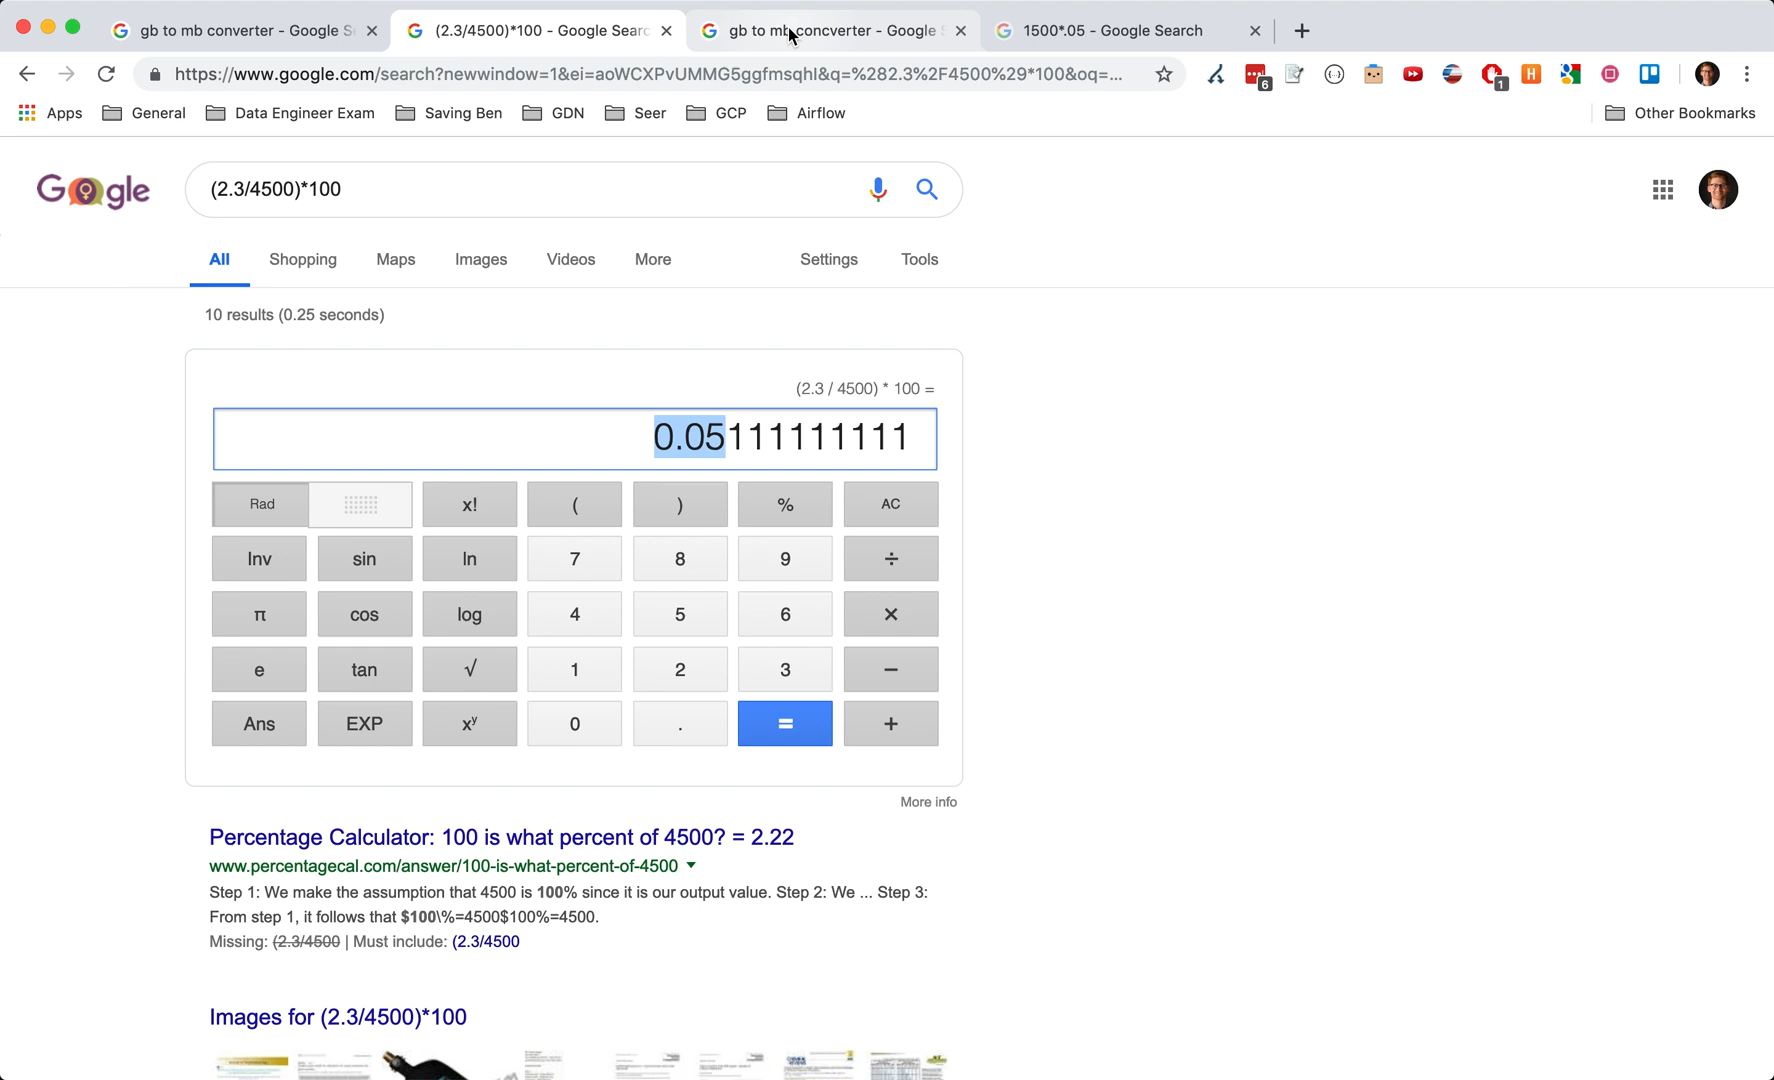 gb to mb converter - Google S
(2.3/4500)*100 - Google Searc
gb to mb concverter - Google S
1500*.05 - Google Search
https://www.google.com/search?newwindow=1&ei=aoWCXPvUMMG5ggfmsqhI&q=%282.3%2F4500%29*100&oq=...
6
1
H
Apps
General
Data Engineer Exam
Saving Ben
GDN
Seer
GCP
Airflow
Other Bookmarks
Google
(2.3/4500)*100
All
Shopping
Maps
Images
Videos
More
Settings
Tools
10 results (0.25 seconds)
(2.3 / 4500) * 100 =
0.05111111111
Rad
x!
(
)
%
AC
Inv
sin
ln
7
8
9
÷
π
cos
log
4
5
6
×
e
tan
√
1
2
3
−
Ans
EXP
xʸ
0
.
=
+
More info
Percentage Calculator: 100 is what percent of 4500? = 2.22
www.percentagecal.com/answer/100-is-what-percent-of-4500
Step 1: We make the assumption that 4500 is 100% since it is our output value. Step 2: We ... Step 3:
From step 1, it follows that $100\%=4500$100%=4500.
Missing: (2.3/4500 | Must include: (2.3/4500
Images for (2.3/4500)*100